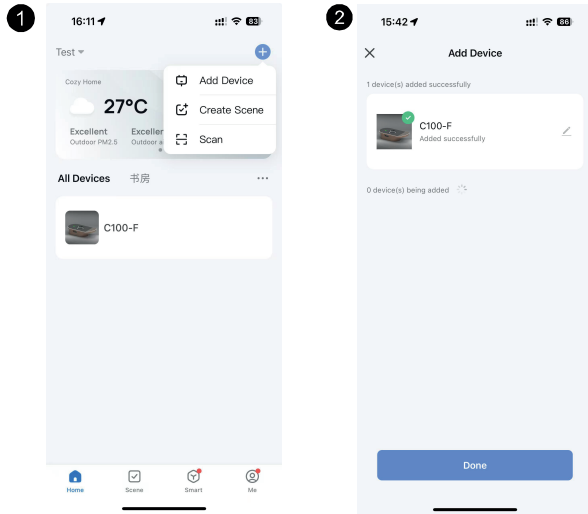 1
16:11
83
Test
Add Device
Create Scene
Scan
Cozy Home
27°C
Excellent
Outdoor PM2.5
Excellen
Outdoor a
All Devices 书房
C100-F
Home Scene Smart Me
2
15:42
86
Add Device
1 device(s) added successfully
C100-F
Added successfully
0 device(s) being added
Done